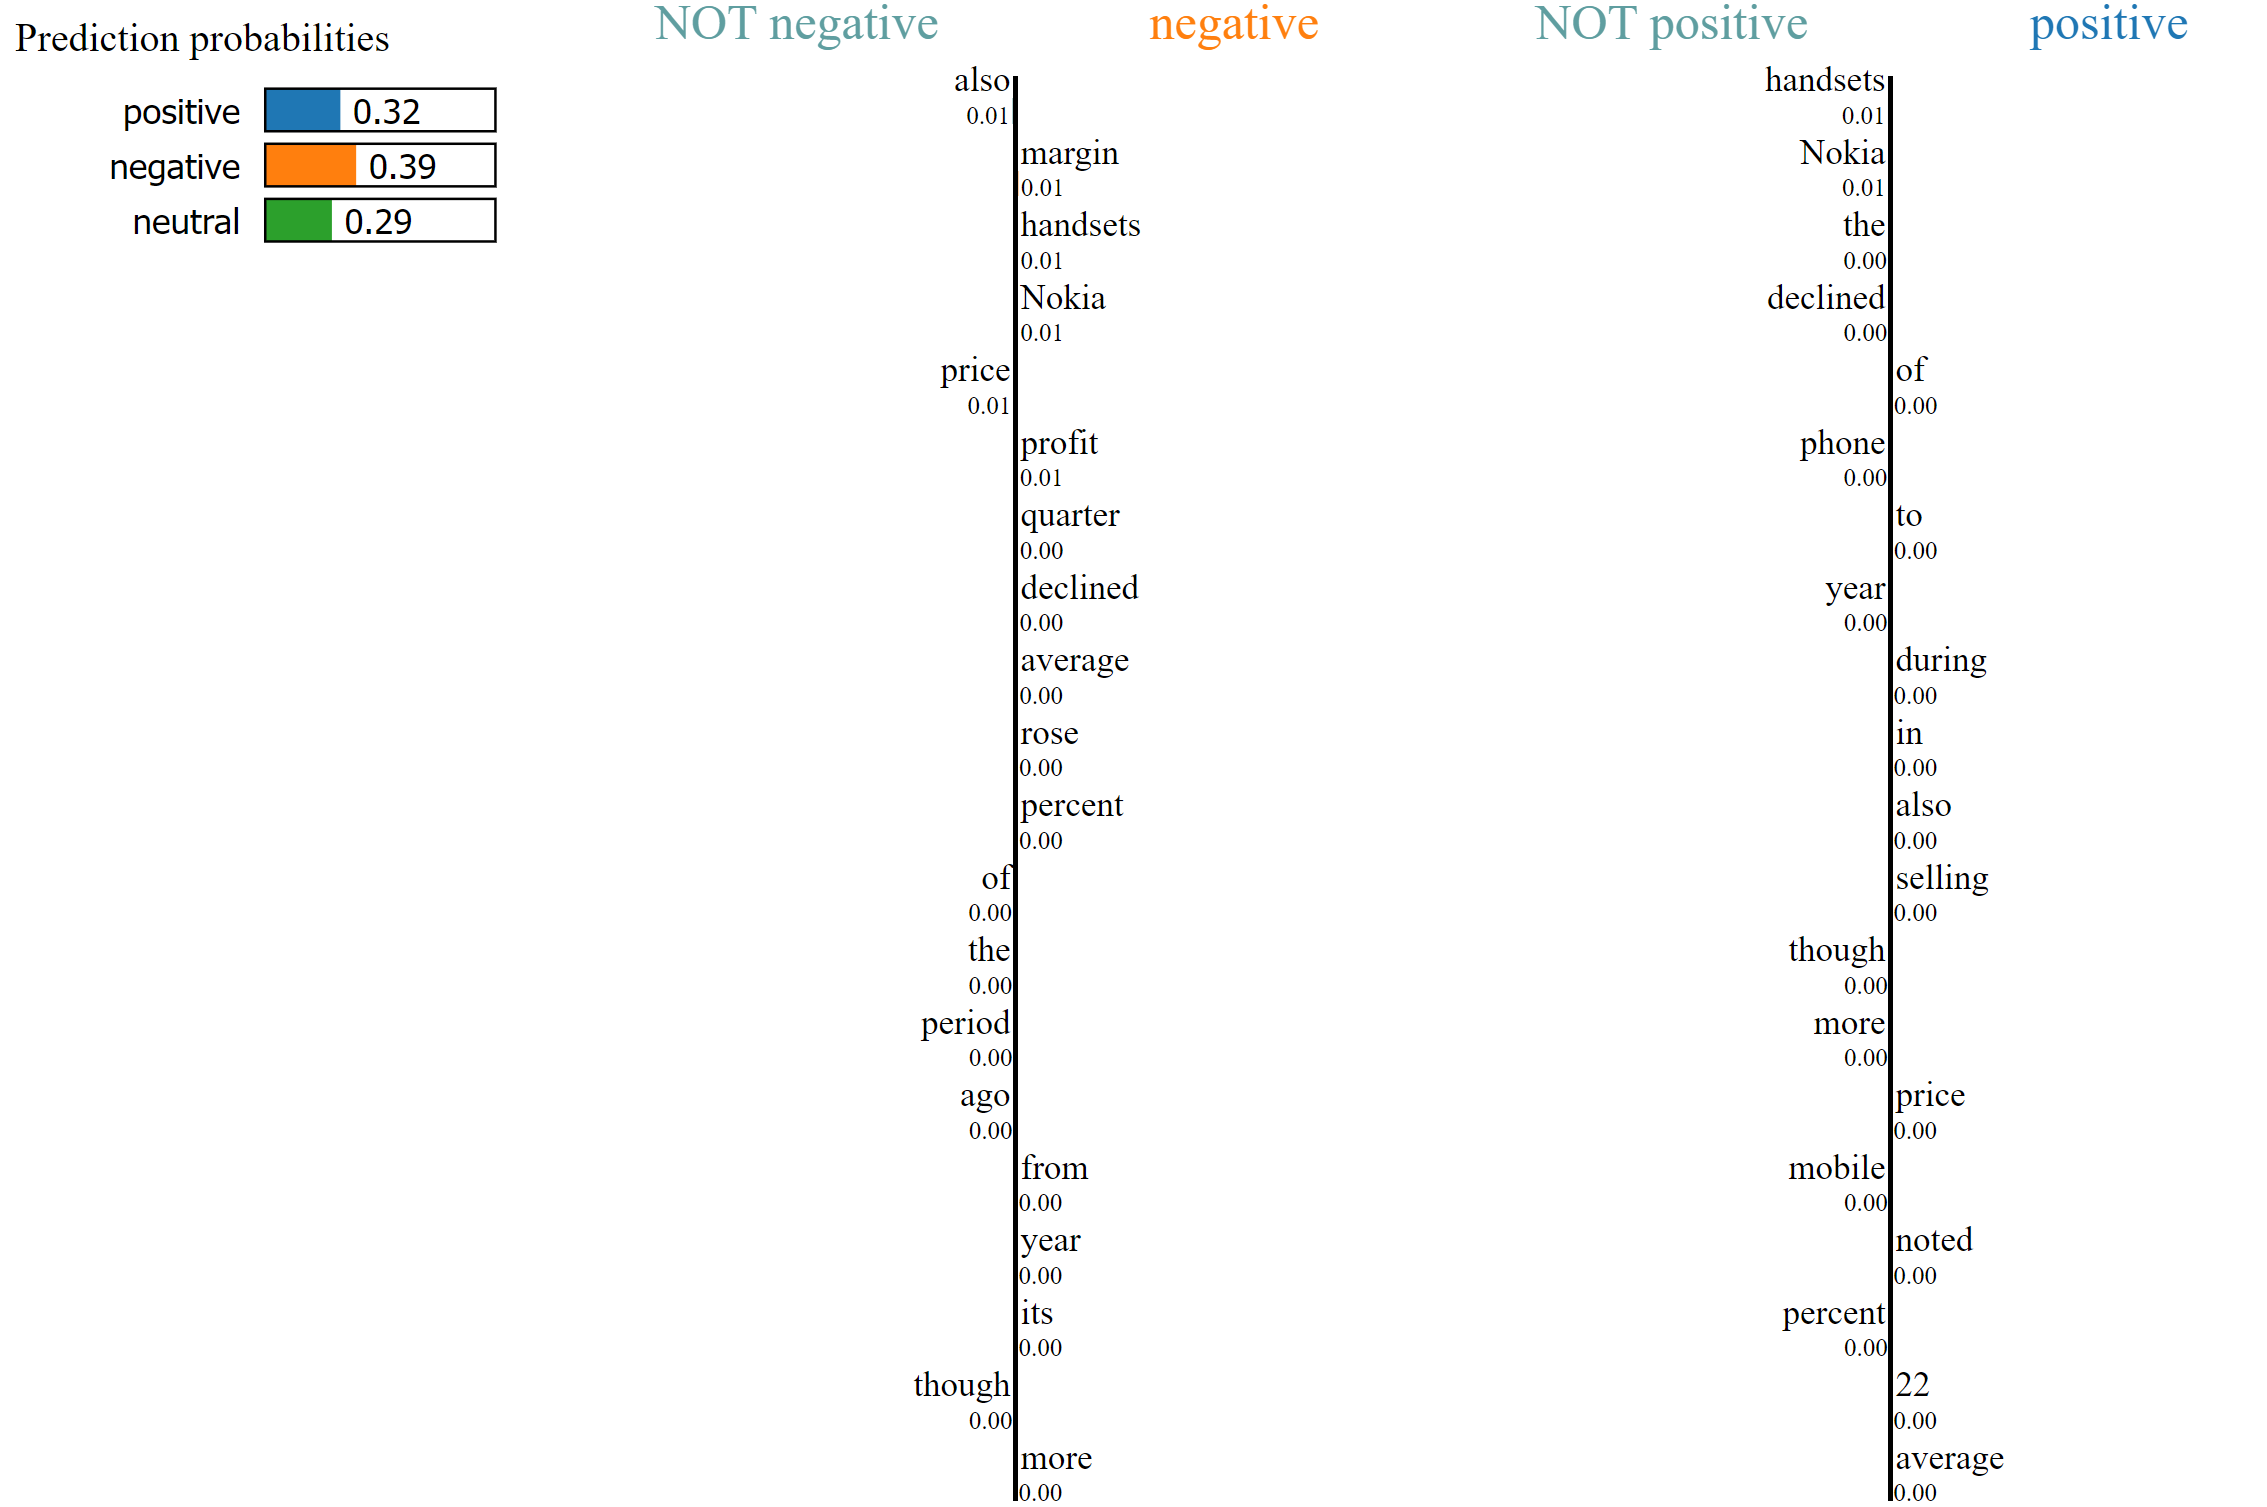 Prediction probabilities
positive 0.32
negative 0.39
neutral 0.29
NOT negative negative
also
0.01
margin
0.01
handsets
0.01
Nokia
0.01
price
0.01
profit
0.01
quarter
0.00
declined
0.00
average
0.00
rose
0.00
percent
0.00
of
0.00
the
0.00
period
0.00
ago
0.00
from
0.00
year
0.00
its
0.00
though
0.00
more
0.00
NOT positive positive
handsets
0.01
Nokia
0.01
the
0.00
declined
0.00
of
0.00
phone
0.00
to
0.00
year
0.00
during
0.00
in
0.00
also
0.00
selling
0.00
though
0.00
more
0.00
price
0.00
mobile
0.00
noted
0.00
percent
0.00
22
0.00
average
0.00